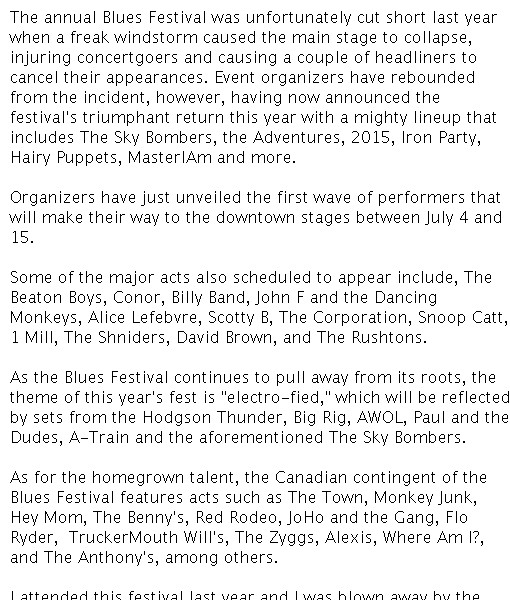 The annual Blues Festival was unfortunately cut short last year
when a freak windstorm caused the main stage to collapse,
injuring concertgoers and causing a couple of headliners to
cancel their appearances. Event organizers have rebounded
from the incident, however, having now announced the
festival's triumphant return this year with a mighty lineup that
includes The Sky Bombers, the Adventures, 2015, Iron Party,
Hairy Puppets, MasterIAm and more.

Organizers have just unveiled the first wave of performers that
will make their way to the downtown stages between July 4 and
15.

Some of the major acts also scheduled to appear include, The
Beaton Boys, Conor, Billy Band, John F and the Dancing
Monkeys, Alice Lefebvre, Scotty B, The Corporation, Snoop Catt,
1 Mill, The Shniders, David Brown, and The Rushtons.

As the Blues Festival continues to pull away from its roots, the
theme of this year's fest is "electro-fied," which will be reflected
by sets from the Hodgson Thunder, Big Rig, AWOL, Paul and the
Dudes, A-Train and the aforementioned The Sky Bombers.

As for the homegrown talent, the Canadian contingent of the
Blues Festival features acts such as The Town, Monkey Junk,
Hey Mom, The Benny's, Red Rodeo, JoHo and the Gang, Flo
Ryder,  TruckerMouth Will's, The Zyggs, Alexis, Where Am I?,
and The Anthony's, among others.

I attended this festival last year and I was blown away by the